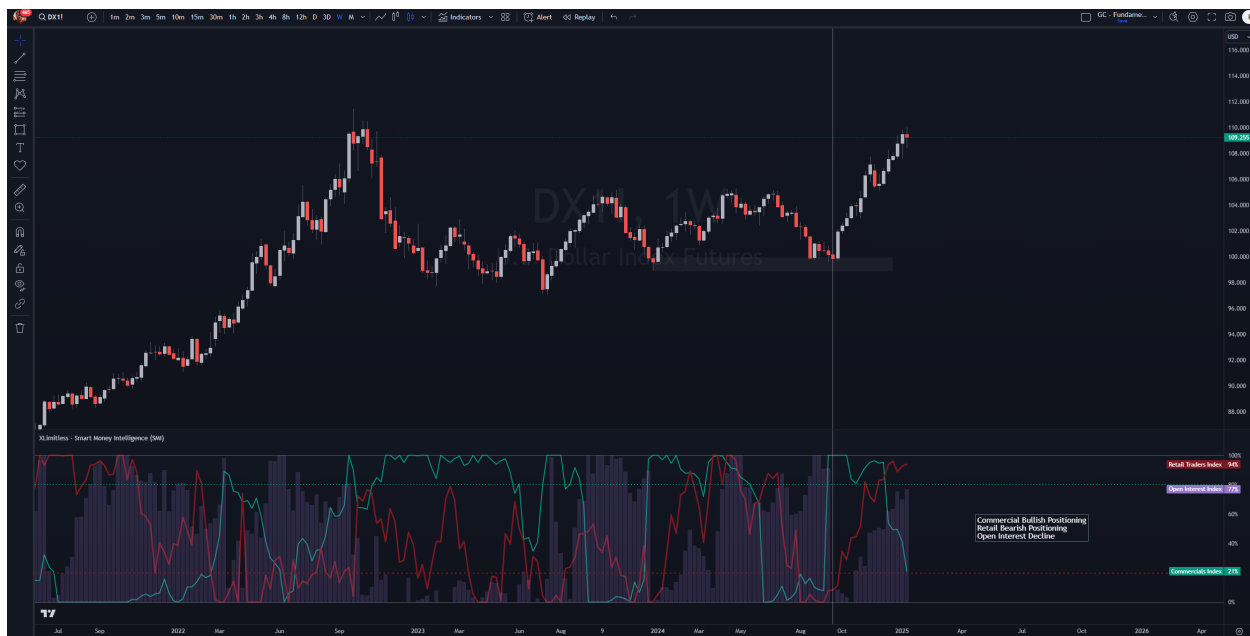 465
DX1!
1m 2m 3m 5m 10m 15m 30m 1h 2h 3h 4h 8h 12h D 3D W M
Indicators
Alert
Replay
GC - Fundame...
Save
USD
116.000
114.000
112.000
110.000
109.255
108.000
106.000
104.000
102.000
100.000
98.000
96.000
94.000
92.000
90.000
88.000
DX1!, 1W
U.S. Dollar Index Futures
XLimitless - Smart Money Intelligence (SMI)
100%
Retail Traders Index 94%
80%
Open Interest Index 77%
60%
Commercial Bullish Positioning
Retail Bearish Positioning
Open Interest Decline
40%
Commercials Index 21%
0%
Jul Sep 2022 Mar Jun Sep 2023 Mar Jun Aug 9 2024 Mar May Aug Oct 2025 Apr Jul Oct 2026 Apr